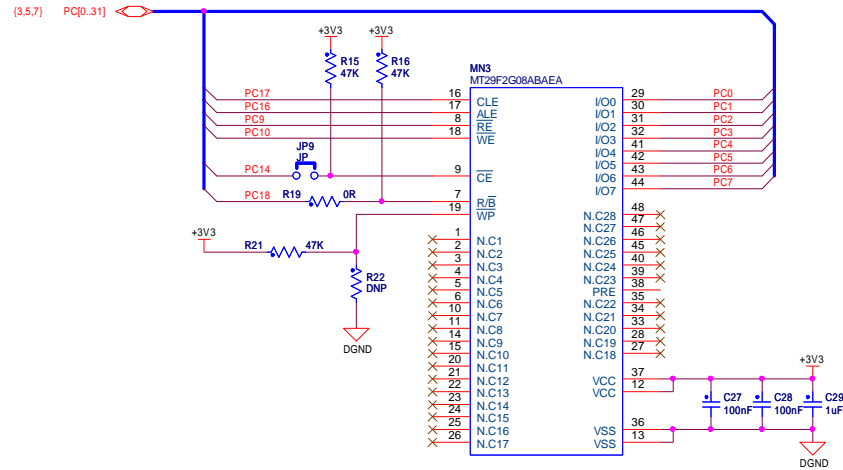 {3,5,7} PC[0..31]
+3V3 +3V3
R15 R16
47K 47K
MN3
MT29F2G08ABAEA
PC17 16 CLE I/O0 29 PC0
PC16 17 ALE I/O1 30 PC1
PC9 8 RE I/O2 31 PC2
PC10 18 WE I/O3 32 PC3
I/O4 41 PC4
JP9
JP
I/O5 42 PC5
PC14 9 CE I/O6 43 PC6
I/O7 44 PC7
PC18 R19 0R 7 R/B
19 WP
N.C28 48
N.C27 47
+3V3 R21 47K
1 N.C1 N.C26 46
2 N.C2 N.C25 45
3 N.C3 N.C24 40
4 N.C4 N.C23 39
R22
DNP
5 N.C5 PRE 38
6 N.C6 N.C22 35
10 N.C7 N.C21 34
11 N.C8 N.C20 33
14 N.C9 N.C19 28
15 N.C10 N.C18 27
DGND
20 N.C11
21 N.C12 VCC 37
22 N.C13 VCC 12
23 N.C14
24 N.C15
25 N.C16 VSS 36
26 N.C17 VSS 13
+3V3
C27 C28 C29
100nF 100nF 1uF
DGND